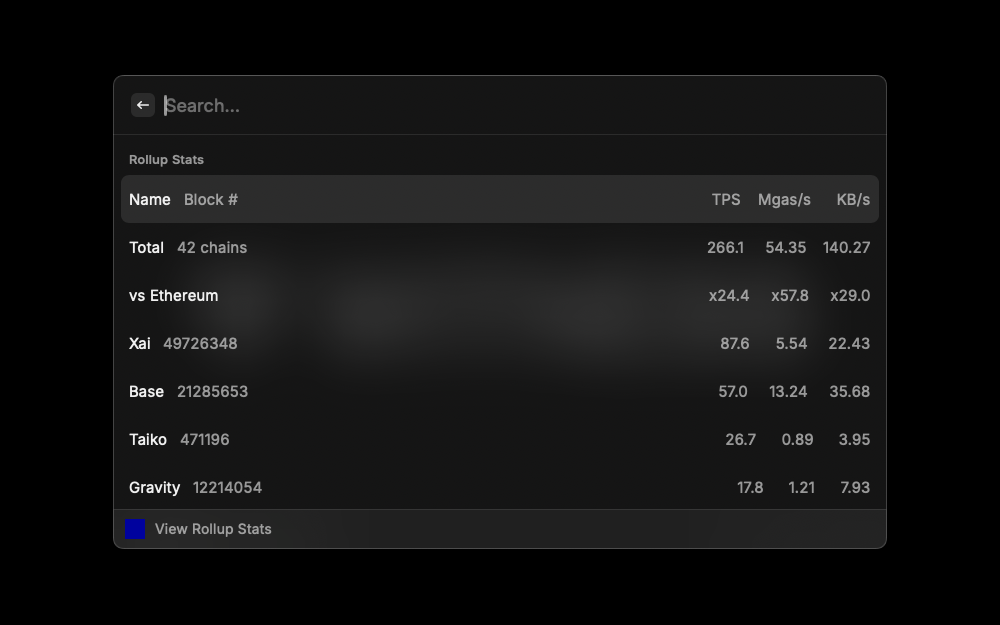 Search...
Rollup Stats
Name Block # TPS Mgas/s KB/s
Total 42 chains 266.1 54.35 140.27
vs Ethereum x24.4 x57.8 x29.0
Xai 49726348 87.6 5.54 22.43
Base 21285653 57.0 13.24 35.68
Taiko 471196 26.7 0.89 3.95
Gravity 12214054 17.8 1.21 7.93
View Rollup Stats